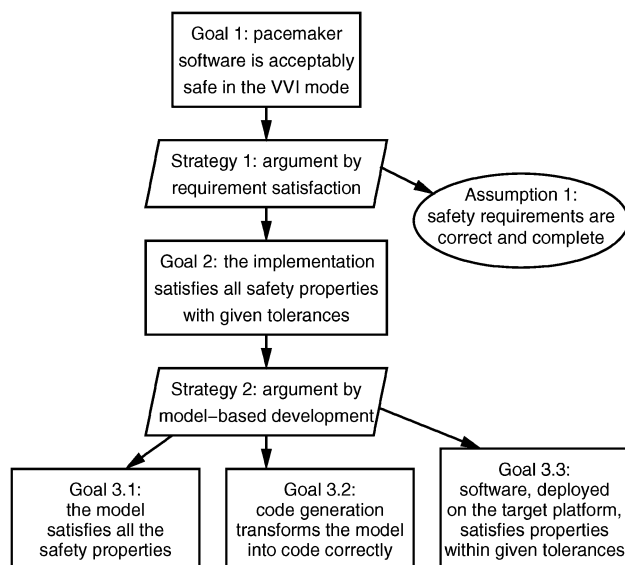 Goal 1: pacemaker
software is acceptably
safe in the VVI mode
Strategy 1: argument by
requirement satisfaction
Assumption 1:
safety requirements are
correct and complete
Goal 2: the implementation
satisfies all safety properties
with given tolerances
Strategy 2: argument by
model−based development
Goal 3.1:
the model
satisfies all the
safety properties
Goal 3.2:
code generation
transforms the model
into code correctly
Goal 3.3:
software, deployed
on the target platform,
satisfies properties
within given tolerances